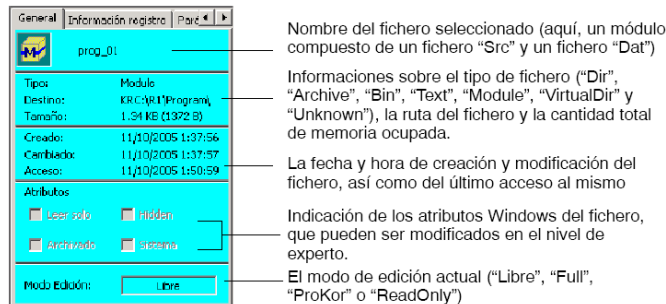 General Información registro Pará
prog_01
Tipo: Modulo
Destino: KRC:\R1\Program\
Tamaño: 1.34 KB (1372 B)
Creado: 11/10/2005 1:37:56
Cambiado: 11/10/2005 1:37:57
Acceso: 11/10/2005 1:50:59
Atributos
Leer solo Hidden
Archivado Sistema
Modo Edición: Libre
Nombre del fichero seleccionado (aquí, un módulo
compuesto de un fichero “Src” y un fichero “Dat”)
Informaciones sobre el tipo de fichero (“Dir”,
“Archive”, “Bin”, “Text”, “Module”, “VirtualDir” y
“Unknown”), la ruta del fichero y la cantidad total
de memoria ocupada.
La fecha y hora de creación y modificación del
fichero, así como del último acceso al mismo
Indicación de los atributos Windows del fichero,
que pueden ser modificados en el nivel de
experto.
El modo de edición actual (“Libre”, “Full”,
“ProKor” o “ReadOnly”)